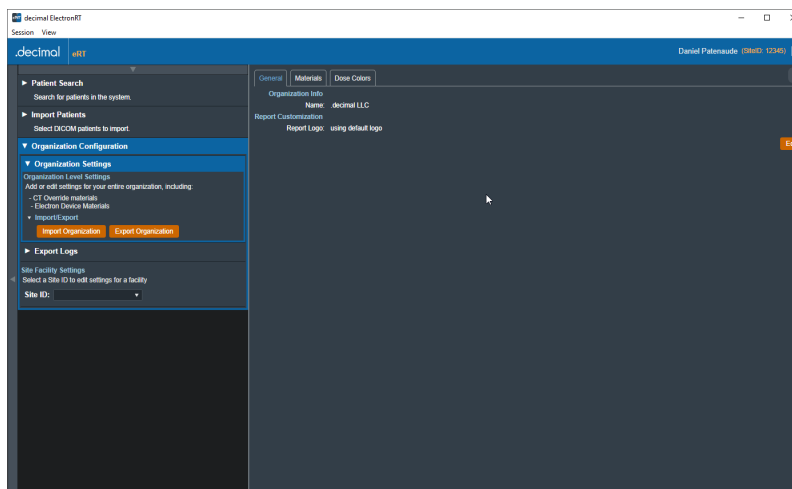 decimal ElectronRT
Session View
.decimal eRT
Daniel Patenaude (SiteID: 12345)
Patient Search
Search for patients in the system.
Import Patients
Select DICOM patients to import.
Organization Configuration
Organization Settings
Organization Level Settings
Add or edit settings for your entire organization, including:
- CT Override materials
- Electron Device Materials
Import/Export
Import Organization Export Organization
Export Logs
Site Facility Settings
Select a Site ID to edit settings for a facility
Site ID:
General Materials Dose Colors
Organization Info
Name: .decimal LLC
Report Customization
Report Logo: using default logo